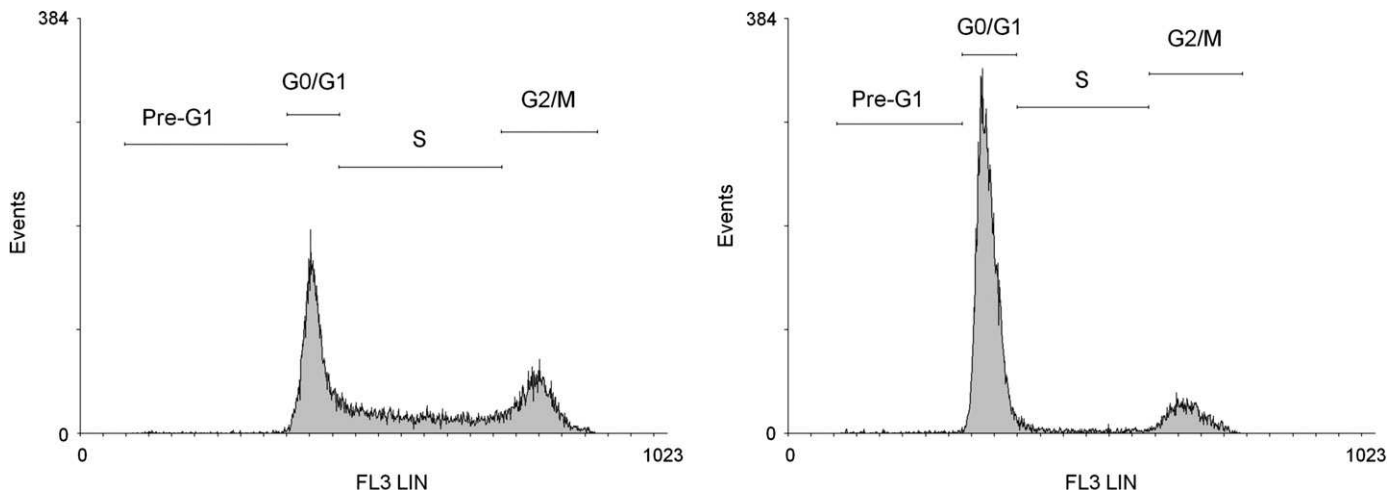 384
G0/G1
G2/M
Pre-G1
S
Events
0
0
1023
FL3 LIN
384
G0/G1
G2/M
S
Pre-G1
Events
0
0
1023
FL3 LIN